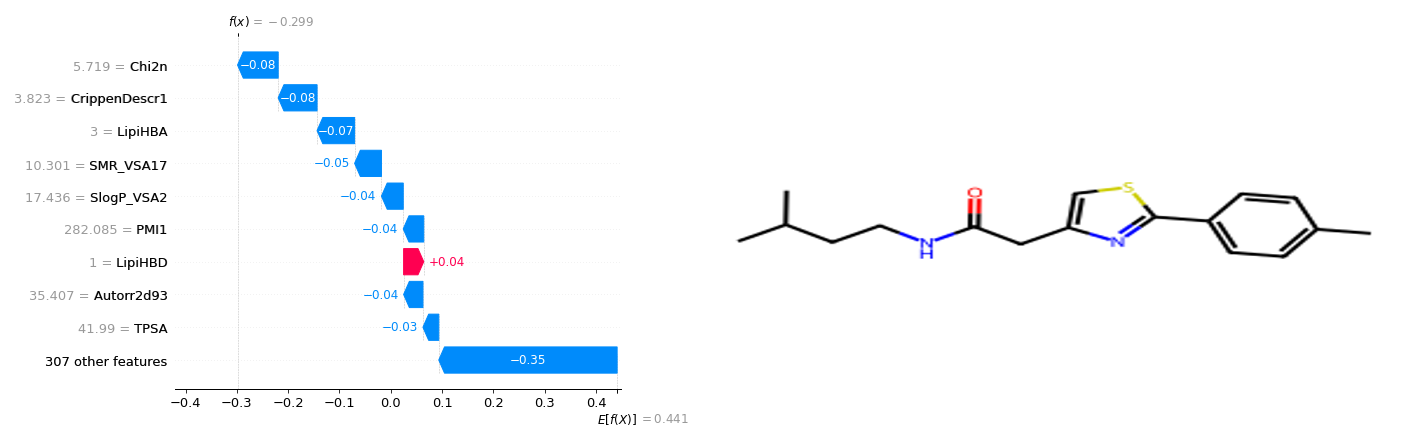 f(x) = −0.299
5.719 = Chi2n
−0.08
3.823 = CrippenDescr1
−0.08
3 = LipiHBA
−0.07
10.301 = SMR_VSA17
−0.05
17.436 = SlogP_VSA2
−0.04
282.085 = PMI1
−0.04
1 = LipiHBD
+0.04
35.407 = Autorr2d93
−0.04
41.99 = TPSA
−0.03
307 other features
−0.35
−0.4 −0.3 −0.2 −0.1 0.0 0.1 0.2 0.3 0.4
E[f(X)] = 0.441
O
S
N
H
N